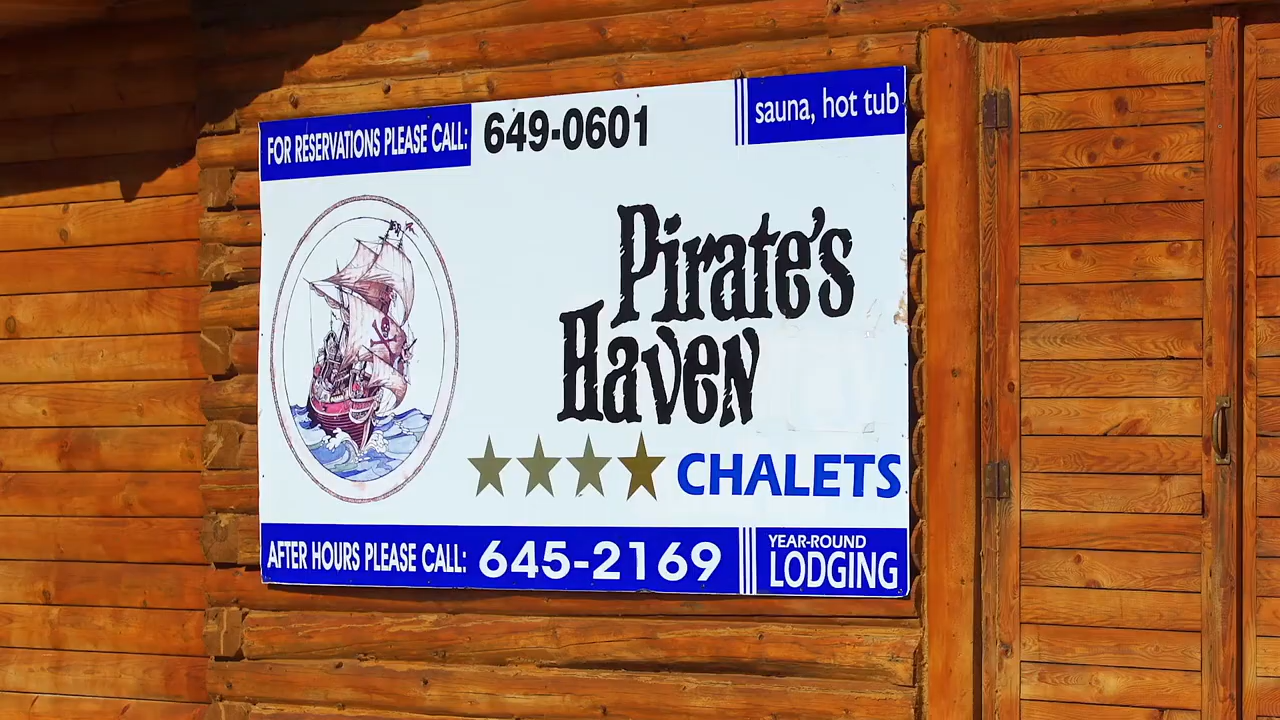 FOR RESERVATIONS PLEASE CALL: 649-0601
sauna, hot tub
Pirate's
Haven
CHALETS
AFTER HOURS PLEASE CALL: 645-2169
YEAR-ROUND
LODGING